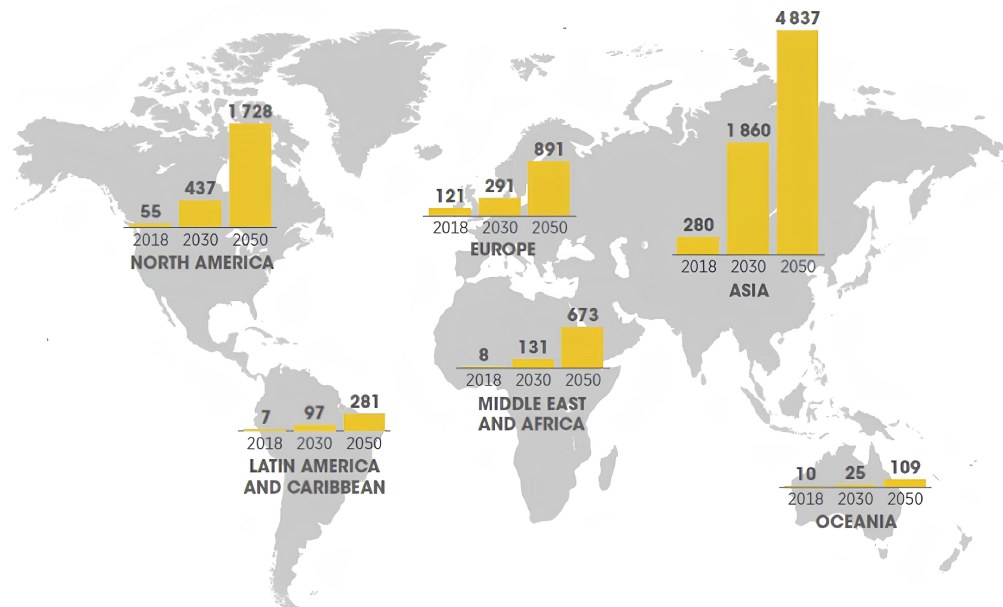 1 728
437
55
2018 2030 2050
NORTH AMERICA
891
291
121
2018 2030 2050
EUROPE
4 837
1 860
280
2018 2030 2050
ASIA
673
131
8
2018 2030 2050
MIDDLE EAST
AND AFRICA
281
97
7
2018 2030 2050
LATIN AMERICA
AND CARIBBEAN
109
25
10
2018 2030 2050
OCEANIA